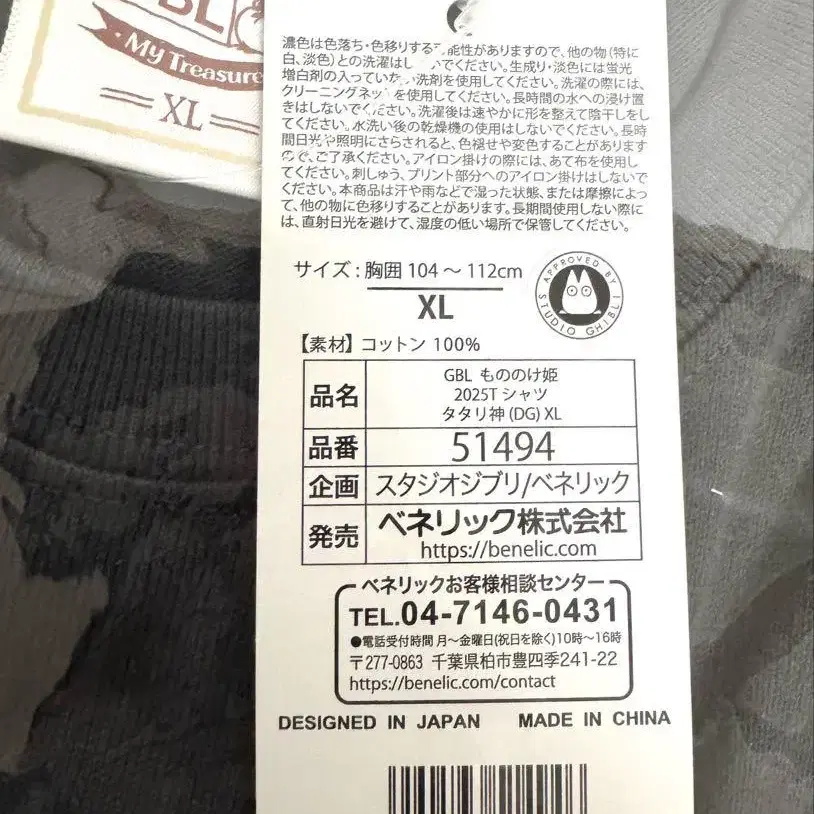 GBL
My Treasure
XL
濃色は色落ち・色移りする可能性がありますので、他の物(特に
白、淡色)との洗濯はしないでください。生成り・淡色には蛍光
増白剤の入っていない洗剤を使用してください。洗濯の際には、
クリーニングネットを使用してください。長時間の水への浸け置
きはしないでください。洗濯後は速やかに形を整えて陰干しをし
てください。水洗い後の乾燥機の使用はしないでください。長時
間日光や照明にさらされると、色褪せや変色することがあります
ので、ご了承ください。アイロン掛けの際には、あて布を使用し
てください。刺しゅう、プリント部分へのアイロン掛けはしないで
ください。本商品は汗や雨などで湿った状態、または摩擦によっ
て、他の物に色移りすることがあります。長期間使用しない際に
は、直射日光を避けて、湿度の低い場所で保管してください。
サイズ : 胸囲 104 ~ 112cm
XL
APPROVED BY
STUDIO GHIBLI
【素材】コットン 100%
品名
GBL もののけ姫
2025Tシャツ
タタリ神 (DG) XL
品番
51494
企画
スタジオジブリ/ベネリック
発売
ベネリック株式会社
https://benelic.com
ベネリックお客様相談センター
TEL.04-7146-0431
●電話受付時間 月～金曜日(祝日を除く)10時～16時
〒277-0863 千葉県柏市豊四季241-22
https://benelic.com/contact
DESIGNED IN JAPAN MADE IN CHINA